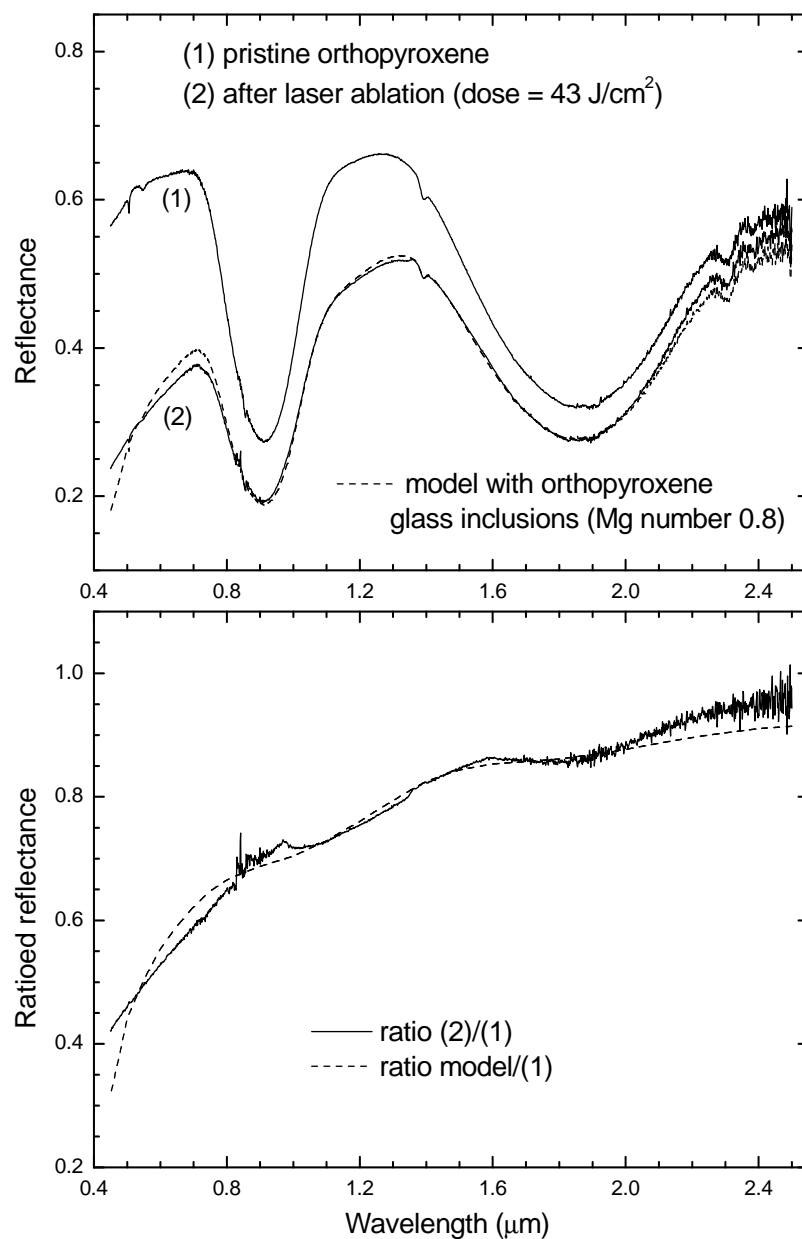 (1) pristine orthopyroxene
(2) after laser ablation (dose = 43 J/cm²)
0.8
0.6
0.4
0.2
Reflectance
(1)
(2)
model with orthopyroxene
glass inclusions (Mg number 0.8)
0.4 0.8 1.2 1.6 2.0 2.4
1.0
0.8
0.6
0.4
0.2
Ratioed reflectance
ratio (2)/(1)
ratio model/(1)
0.4 0.8 1.2 1.6 2.0 2.4
Wavelength (μm)